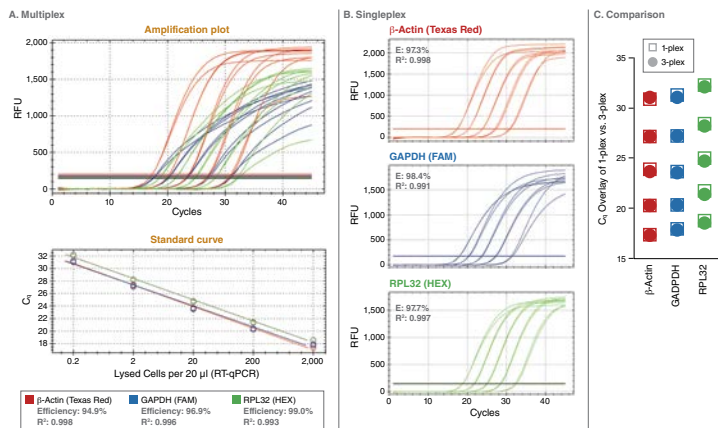 A. Multiplex
Amplification plot
RFU
2,000
1,500
1,000
500
0
0
10
20
30
40
Cycles
Standard curve
Cq
32
30
28
26
24
22
20
18
0.2
2
20
200
2,000
Lysed Cells per 20 µl (RT-qPCR)
β-Actin (Texas Red)
Efficiency: 94.9%
R²: 0.998
GAPDH (FAM)
Efficiency: 96.9%
R²: 0.996
RPL32 (HEX)
Efficiency: 99.0%
R²: 0.993
B. Singleplex
β-Actin (Texas Red)
E: 97.3%
R²: 0.998
RFU
2,000
1,500
1,000
500
0
GAPDH (FAM)
E: 98.4%
R²: 0.991
RFU
1,500
1,000
500
0
RPL32 (HEX)
E: 97.7%
R²: 0.997
RFU
1,500
1,000
500
0
0
10
20
30
40
Cycles
C. Comparison
1-plex
3-plex
Cq Overlay of 1-plex vs. 3-plex
35
30
25
20
15
β-Actin
GADPDH
RPL32